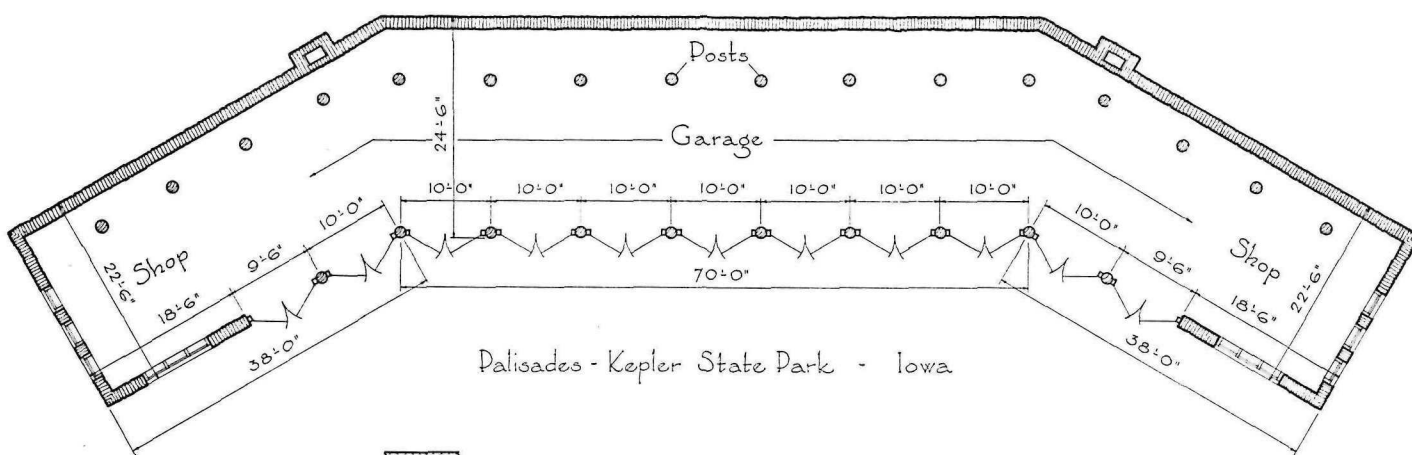 Posts
24'-6"
Garage
10'-0" 10'-0" 10'-0" 10'-0" 10'-0" 10'-0" 10'-0"
70'-0"
Shop
22'-6"
10'-0"
9'-6"
18'-6"
38'-0"
10'-0"
9'-6"
18'-6"
38'-0"
Shop
22'-6"
Palisades - Kepler State Park - Iowa